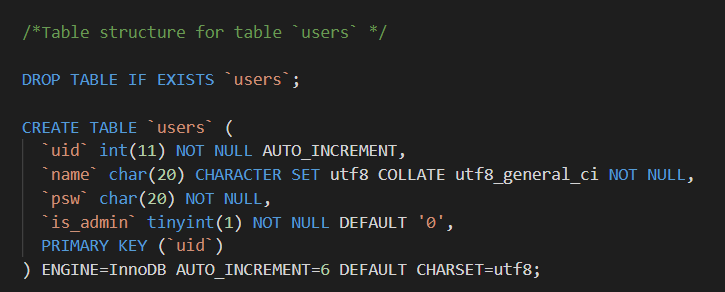 /*Table structure for table `users` */
DROP TABLE IF EXISTS `users`;
CREATE TABLE `users` (
`uid` int(11) NOT NULL AUTO_INCREMENT,
`name` char(20) CHARACTER SET utf8 COLLATE utf8_general_ci NOT NULL,
`psw` char(20) NOT NULL,
`is_admin` tinyint(1) NOT NULL DEFAULT '0',
PRIMARY KEY (`uid`)
) ENGINE=InnoDB AUTO_INCREMENT=6 DEFAULT CHARSET=utf8;